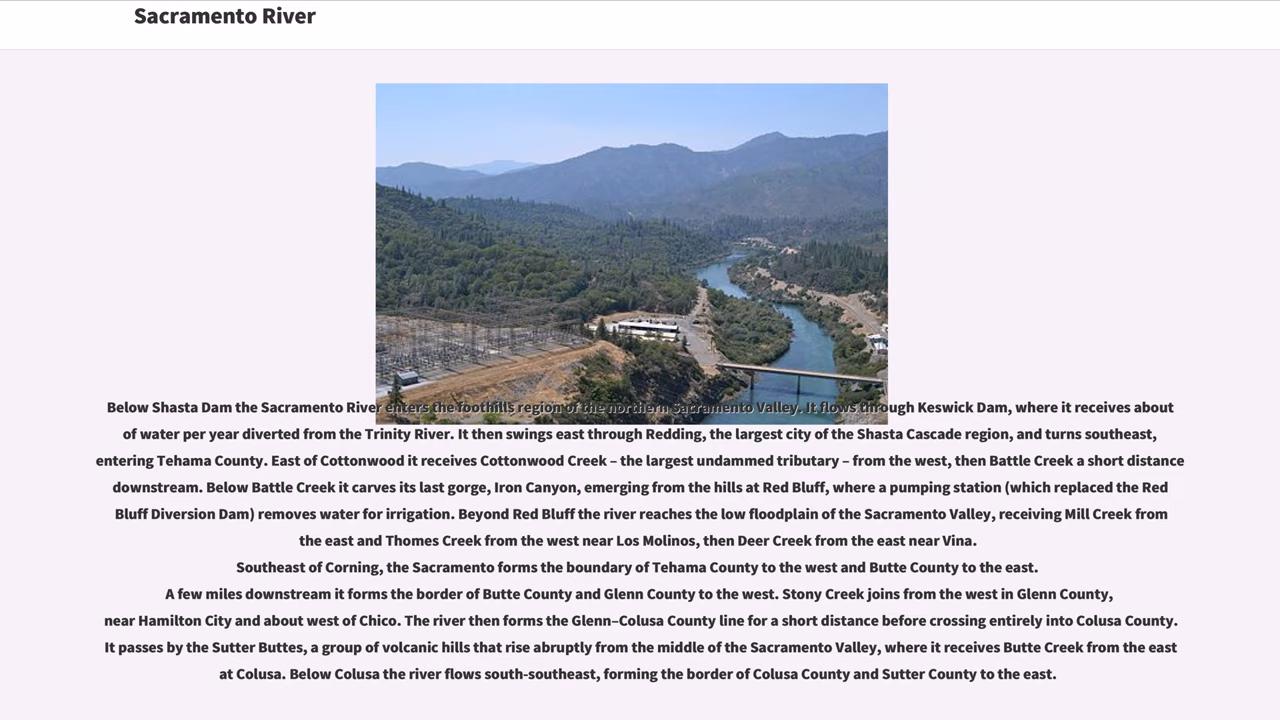 Sacramento River
Below Shasta Dam the Sacramento River enters the foothills region of the northern Sacramento Valley. It flows through Keswick Dam, where it receives about
of water per year diverted from the Trinity River. It then swings east through Redding, the largest city of the Shasta Cascade region, and turns southeast,
entering Tehama County. East of Cottonwood it receives Cottonwood Creek – the largest undammed tributary – from the west, then Battle Creek a short distance
downstream. Below Battle Creek it carves its last gorge, Iron Canyon, emerging from the hills at Red Bluff, where a pumping station (which replaced the Red
Bluff Diversion Dam) removes water for irrigation. Beyond Red Bluff the river reaches the low floodplain of the Sacramento Valley, receiving Mill Creek from
the east and Thomes Creek from the west near Los Molinos, then Deer Creek from the east near Vina.
Southeast of Corning, the Sacramento forms the boundary of Tehama County to the west and Butte County to the east.
A few miles downstream it forms the border of Butte County and Glenn County to the west. Stony Creek joins from the west in Glenn County,
near Hamilton City and about west of Chico. The river then forms the Glenn–Colusa County line for a short distance before crossing entirely into Colusa County.
It passes by the Sutter Buttes, a group of volcanic hills that rise abruptly from the middle of the Sacramento Valley, where it receives Butte Creek from the east
at Colusa. Below Colusa the river flows south-southeast, forming the border of Colusa County and Sutter County to the east.